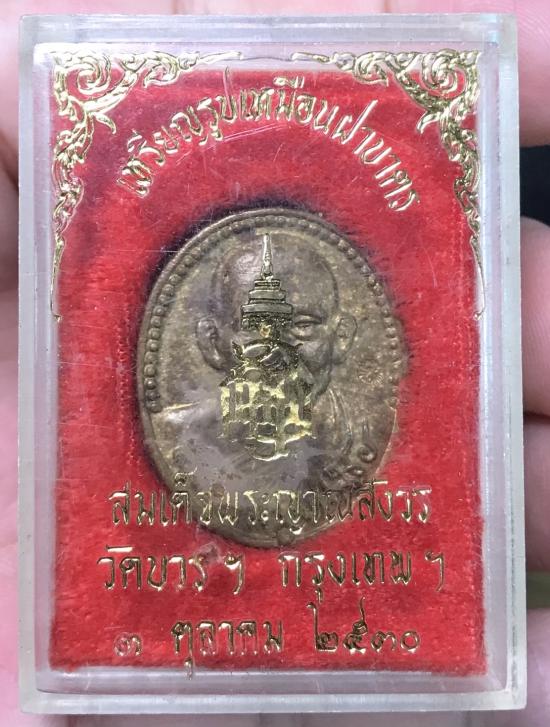 เหรียญรูปเหมือนฝาบาตร
สมเด็จพระญาณสังวร
วัดบวร ฯ กรุงเทพ ฯ
๓ ตุลาคม ๒๕๓๐